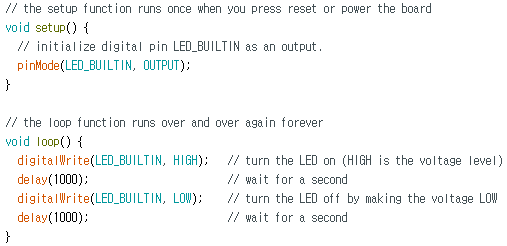 // the setup function runs once when you press reset or power the board
void setup() {
  // initialize digital pin LED_BUILTIN as an output.
  pinMode(LED_BUILTIN, OUTPUT);
}

// the loop function runs over and over again forever
void loop() {
  digitalWrite(LED_BUILTIN, HIGH);   // turn the LED on (HIGH is the voltage level)
  delay(1000);                       // wait for a second
  digitalWrite(LED_BUILTIN, LOW);    // turn the LED off by making the voltage LOW
  delay(1000);                       // wait for a second
}